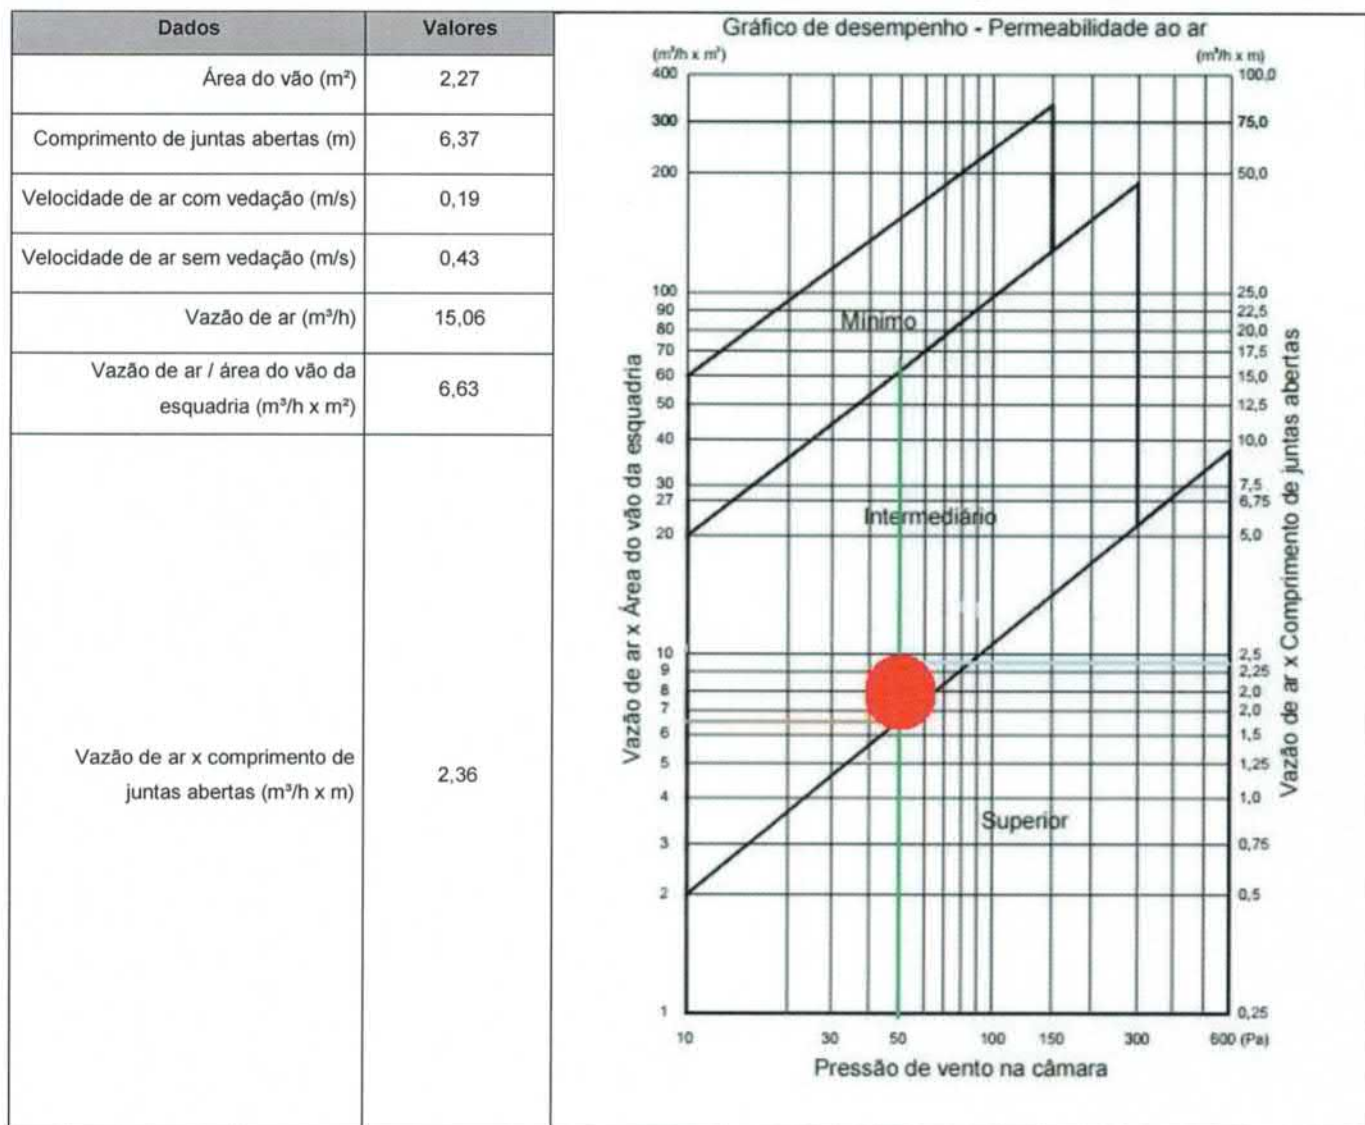 Dados Valores
Área do vão (m²) 2,27
Comprimento de juntas abertas (m) 6,37
Velocidade de ar com vedação (m/s) 0,19
Velocidade de ar sem vedação (m/s) 0,43
Vazão de ar (m³/h) 15,06
Vazão de ar / área do vão da
esquadria (m³/h x m²) 6,63
Vazão de ar x comprimento de
juntas abertas (m³/h x m) 2,36
Gráfico de desempenho - Permeabilidade ao ar
(m³/h x m²) (m³/h x m)
400 100,0
300 75,0
200 50,0
100 25,0
90 22,5
80 20,0
70 17,5
60 15,0
50 12,5
40 10,0
30 7,5
27 6,75
20 5,0
10 2,5
9 2,25
8 2,0
7 2,0
6 1,5
5 1,25
4 1,0
3 0,75
2 0,5
1 0,25
Vazão de ar x Área do vão da esquadria
Mínimo
Intermediário
Superior
Vazão de ar x Comprimento de juntas abertas
10 30 50 100 150 300 600 (Pa)
Pressão de vento na câmara